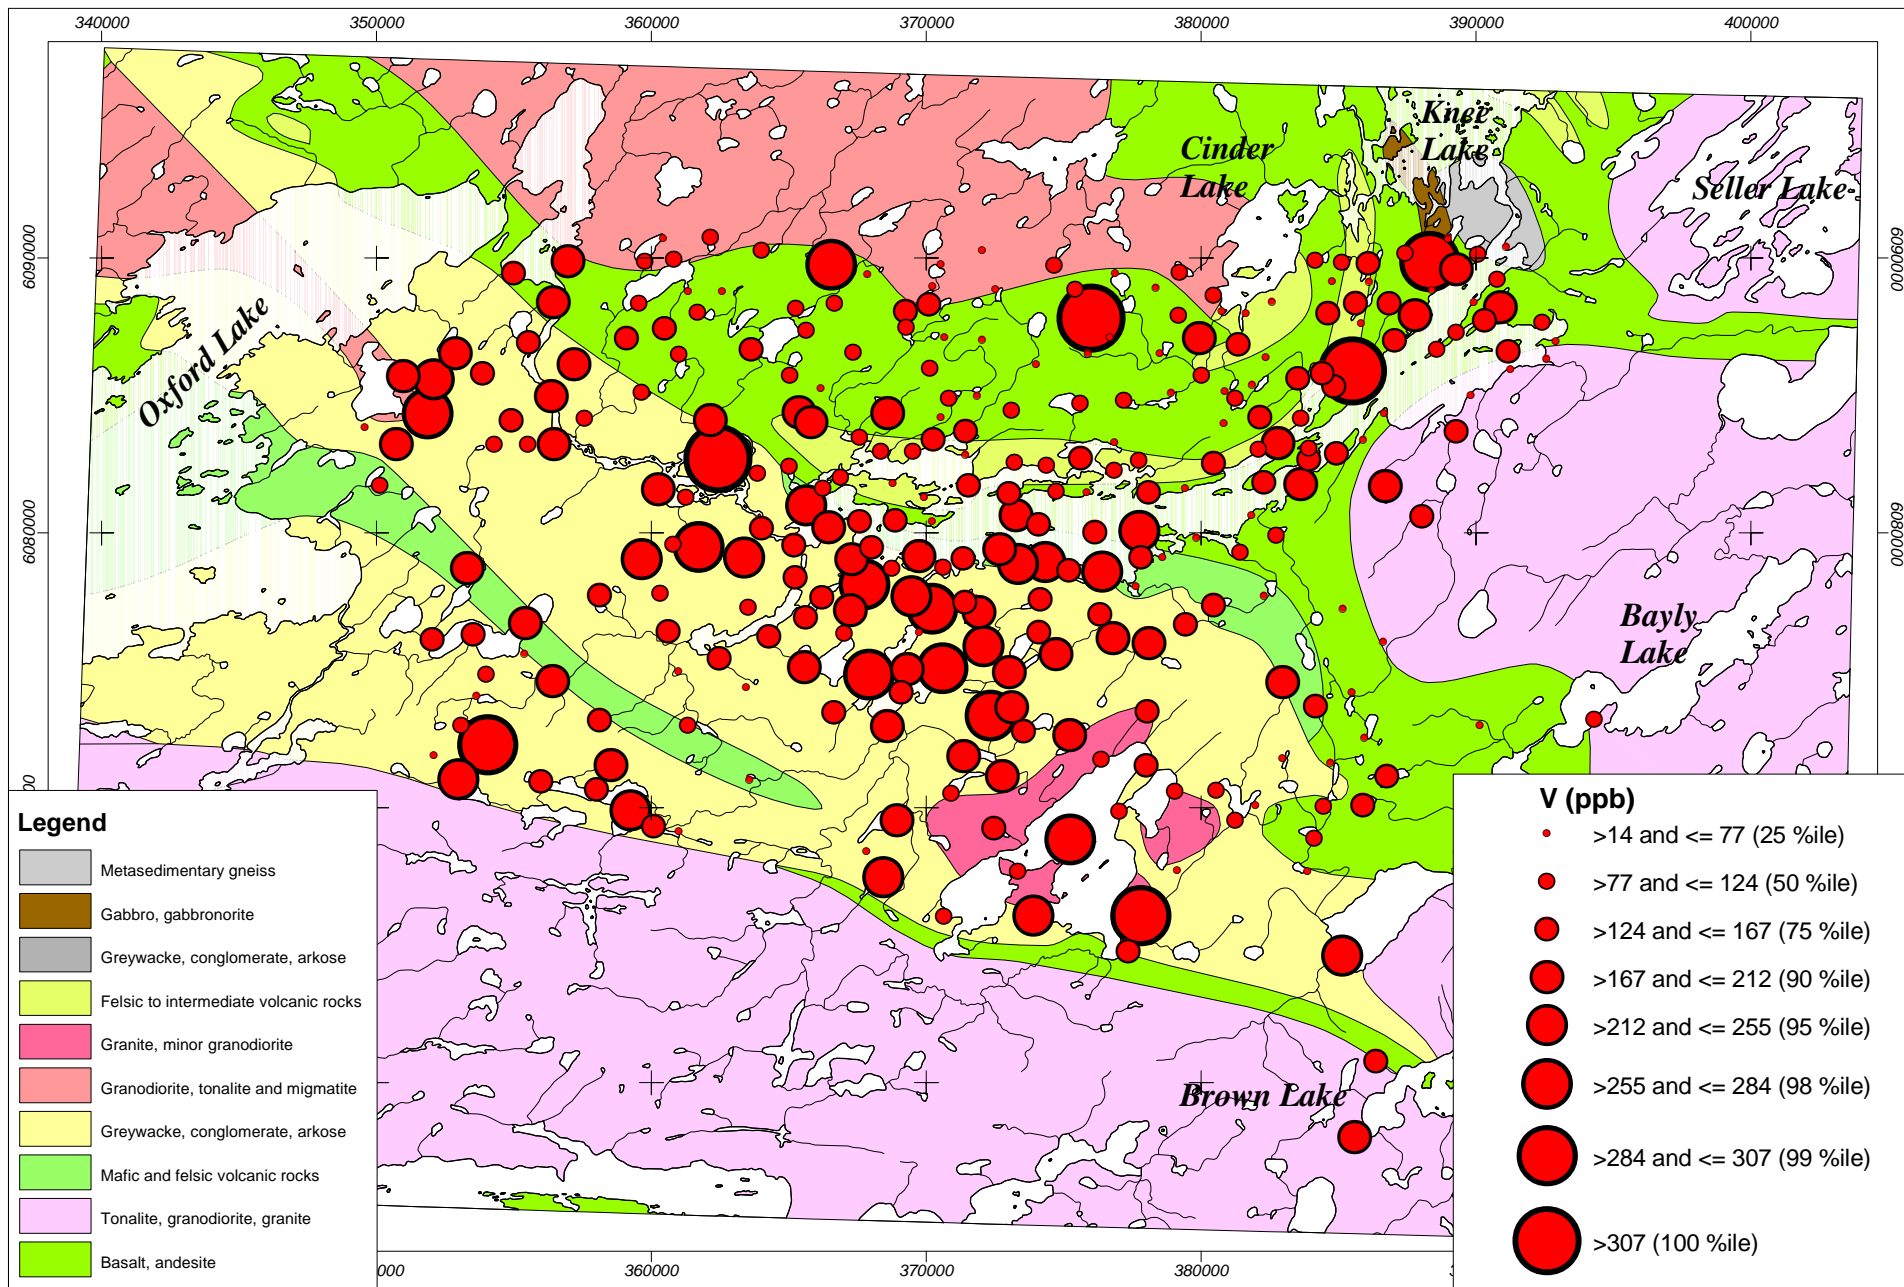 340000 350000 360000 370000 380000 390000 400000
Knee
Lake
Cinder
Lake
Seller Lake
6090000
6090000
Oxford Lake
6080000
6080000
Bayly
Lake
Brown Lake
Legend
Metasedimentary gneiss
Gabbro, gabbronorite
Greywacke, conglomerate, arkose
Felsic to intermediate volcanic rocks
Granite, minor granodiorite
Granodiorite, tonalite and migmatite
Greywacke, conglomerate, arkose
Mafic and felsic volcanic rocks
Tonalite, granodiorite, granite
Basalt, andesite
V (ppb)
>14 and <= 77 (25 %ile)
>77 and <= 124 (50 %ile)
>124 and <= 167 (75 %ile)
>167 and <= 212 (90 %ile)
>212 and <= 255 (95 %ile)
>255 and <= 284 (98 %ile)
>284 and <= 307 (99 %ile)
>307 (100 %ile)
360000 370000 380000